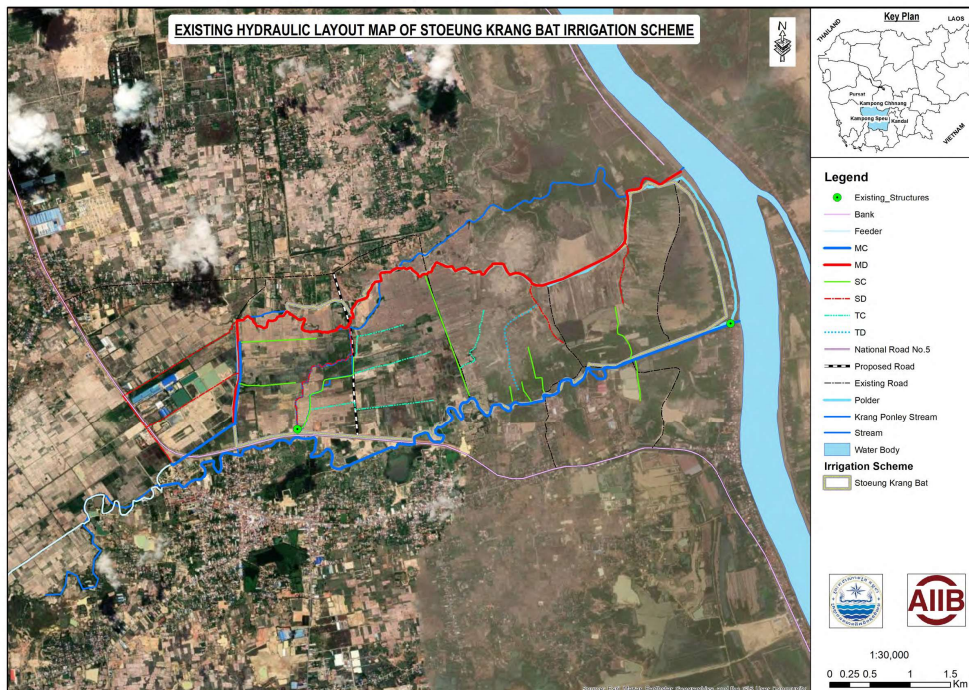 EXISTING HYDRAULIC LAYOUT MAP OF STOEUNG KRANG BAT IRRIGATION SCHEME
N
Key Plan
LAOS
THAILAND
Pursat
Kampong Chhnang
Kampong Speu
Kandal
VIETNAM
Legend
Existing_Structures
Bank
Feeder
MC
MD
SC
SD
TC
TD
National Road No.5
Proposed Road
Existing Road
Polder
Krang Ponley Stream
Stream
Water Body
Irrigation Scheme
Stoeung Krang Bat
AIIB
1:30,000
0 0.25 0.5 1 1.5
Km